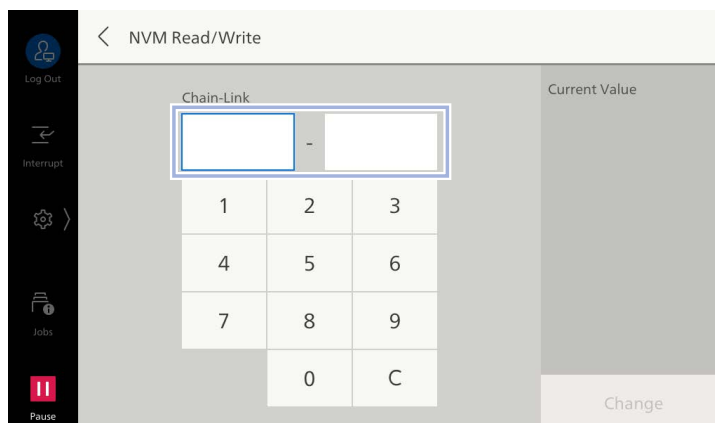 NVM Read/Write
Log Out
Interrupt
Jobs
Pause
Chain-Link
-
1 2 3
4 5 6
7 8 9
0 C
Current Value
Change